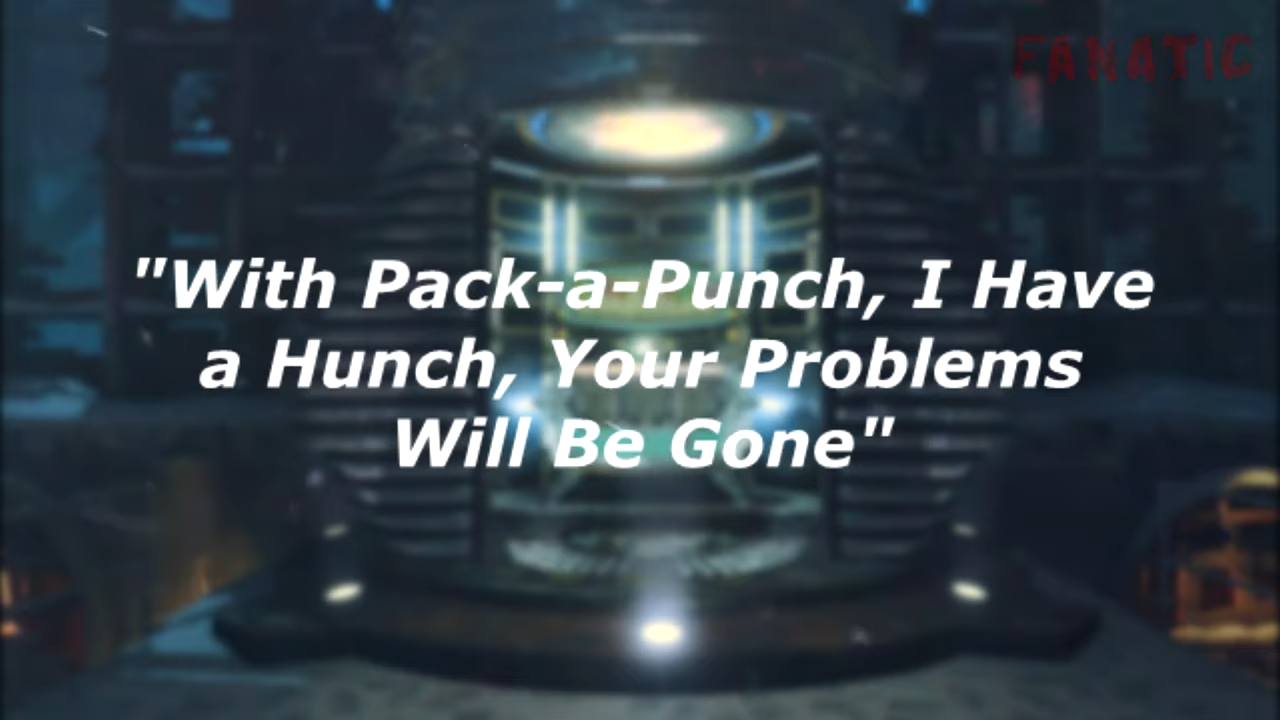 FANATIC
"With Pack-a-Punch, I Have
a Hunch, Your Problems
Will Be Gone"